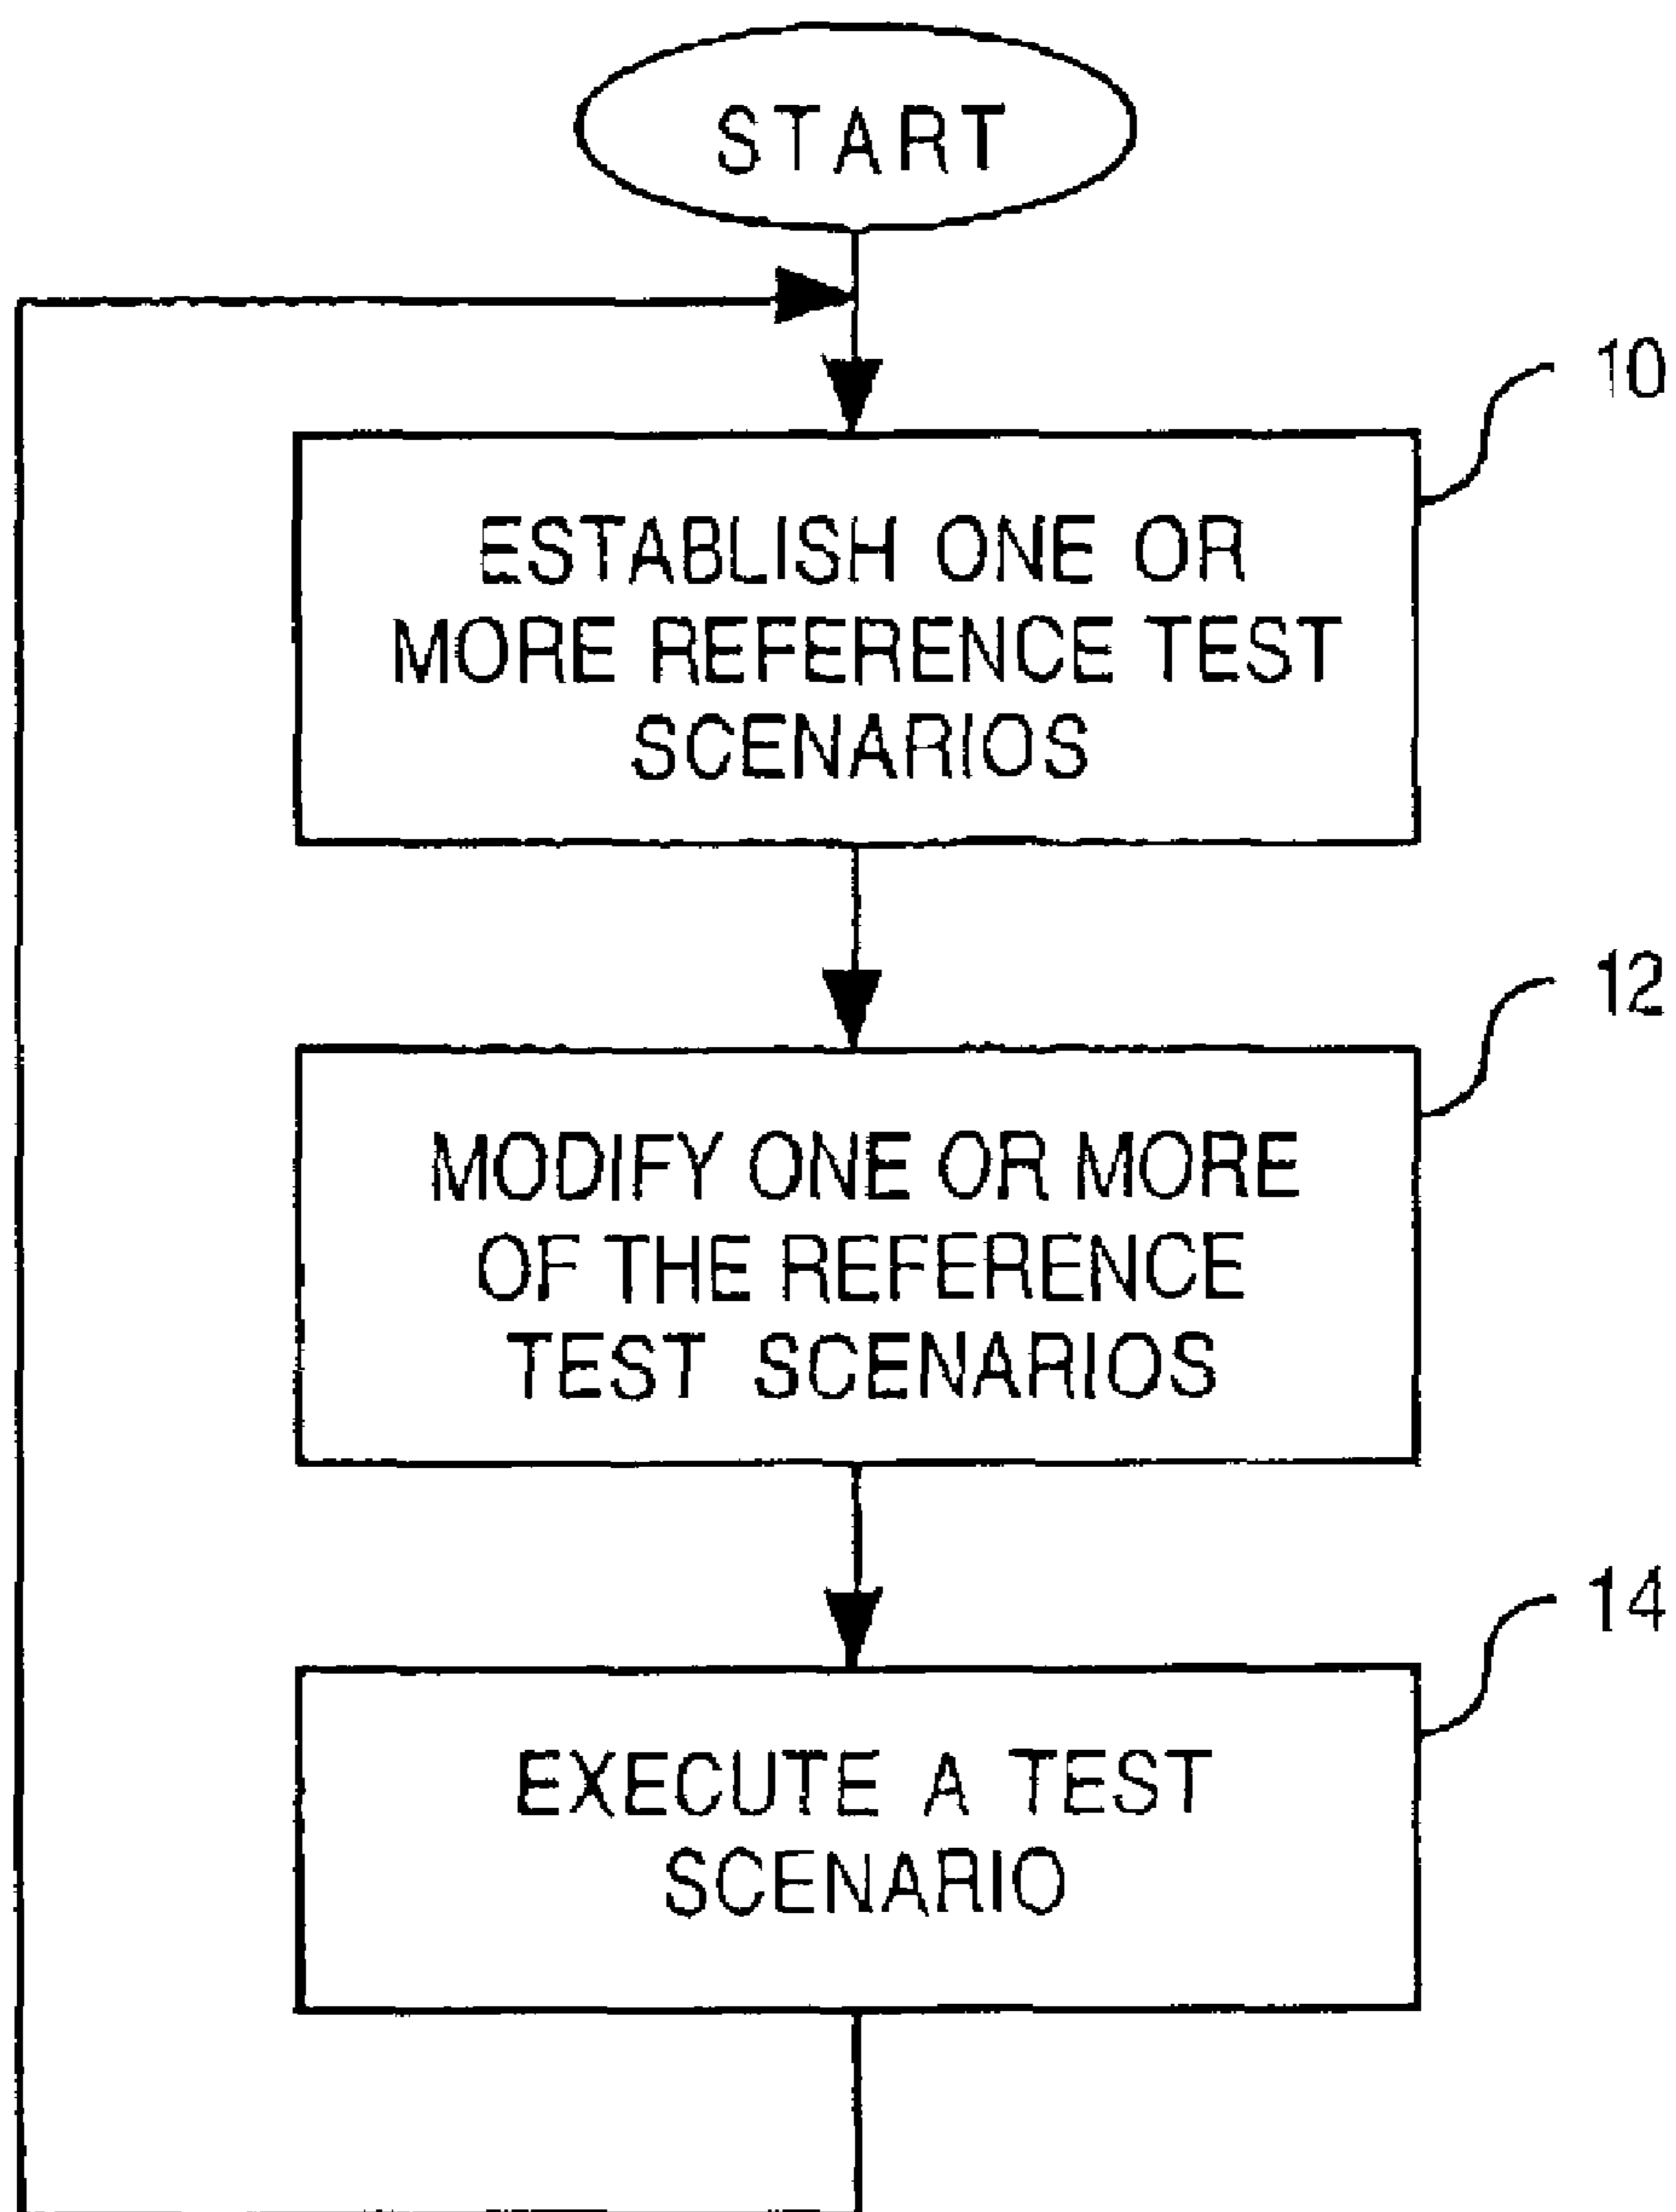 START
10
ESTABLISH ONE OR
MORE REFERENCE TEST
SCENARIOS
12
MODIFY ONE OR MORE
OF THE REFERENCE
TEST SCENARIOS
14
EXECUTE A TEST
SCENARIO